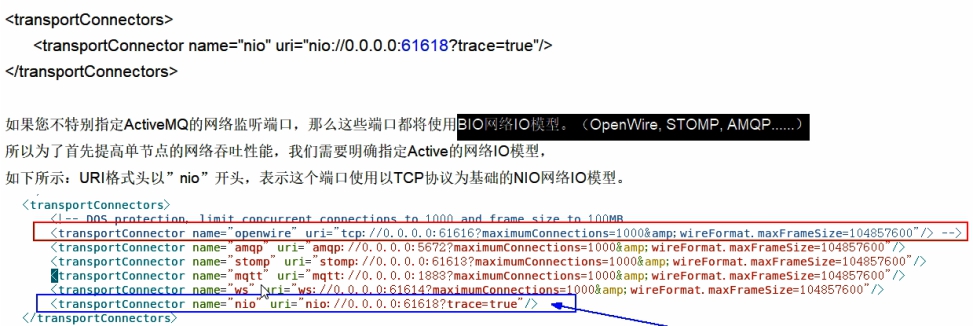 <transportConnectors>
<transportConnector name="nio" uri="nio://0.0.0.0:61618?trace=true"/>
</transportConnectors>
如果您不特别指定ActiveMQ的网络监听端口，那么这些端口都将使用BIO网络IO模型。（OpenWire, STOMP, AMQP......）
所以为了首先提高单节点的网络吞吐性能，我们需要明确指定Active的网络IO模型，
如下所示：URI格式头以”nio”开头，表示这个端口使用以TCP协议为基础的NIO网络IO模型。
<transportConnectors>
<!-- DOS protection, limit concurrent connections to 1000 and frame size to 100MB
<transportConnector name="openwire" uri="tcp://0.0.0.0:61616?maximumConnections=1000&amp;wireFormat.maxFrameSize=104857600"/> -->
<transportConnector name="amqp" uri="amqp://0.0.0.0:5672?maximumConnections=1000&amp;wireFormat.maxFrameSize=104857600"/>
<transportConnector name="stomp" uri="stomp://0.0.0.0:61613?maximumConnections=1000&amp;wireFormat.maxFrameSize=104857600"/>
<transportConnector name="mqtt" uri="mqtt://0.0.0.0:1883?maximumConnections=1000&amp;wireFormat.maxFrameSize=104857600"/>
<transportConnector name="ws" uri="ws://0.0.0.0:61614?maximumConnections=1000&amp;wireFormat.maxFrameSize=104857600"/>
<transportConnector name="nio" uri="nio://0.0.0.0:61618?trace=true"/>
</transportConnectors>